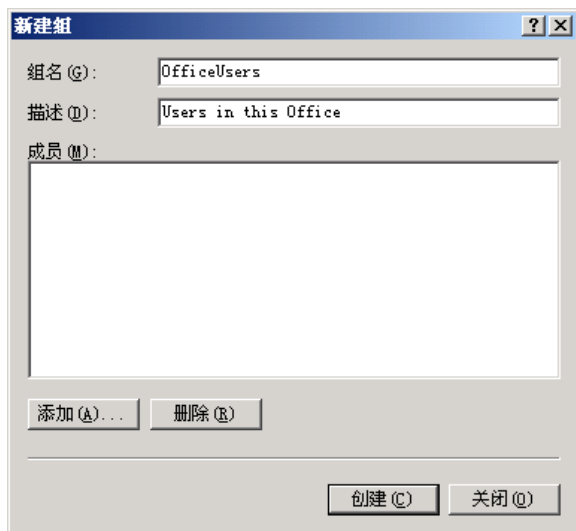 新建组
组名(G): OfficeUsers
描述(D): Users in this Office
成员(M):
添加(A)... 删除(R)
创建(C) 关闭(O)